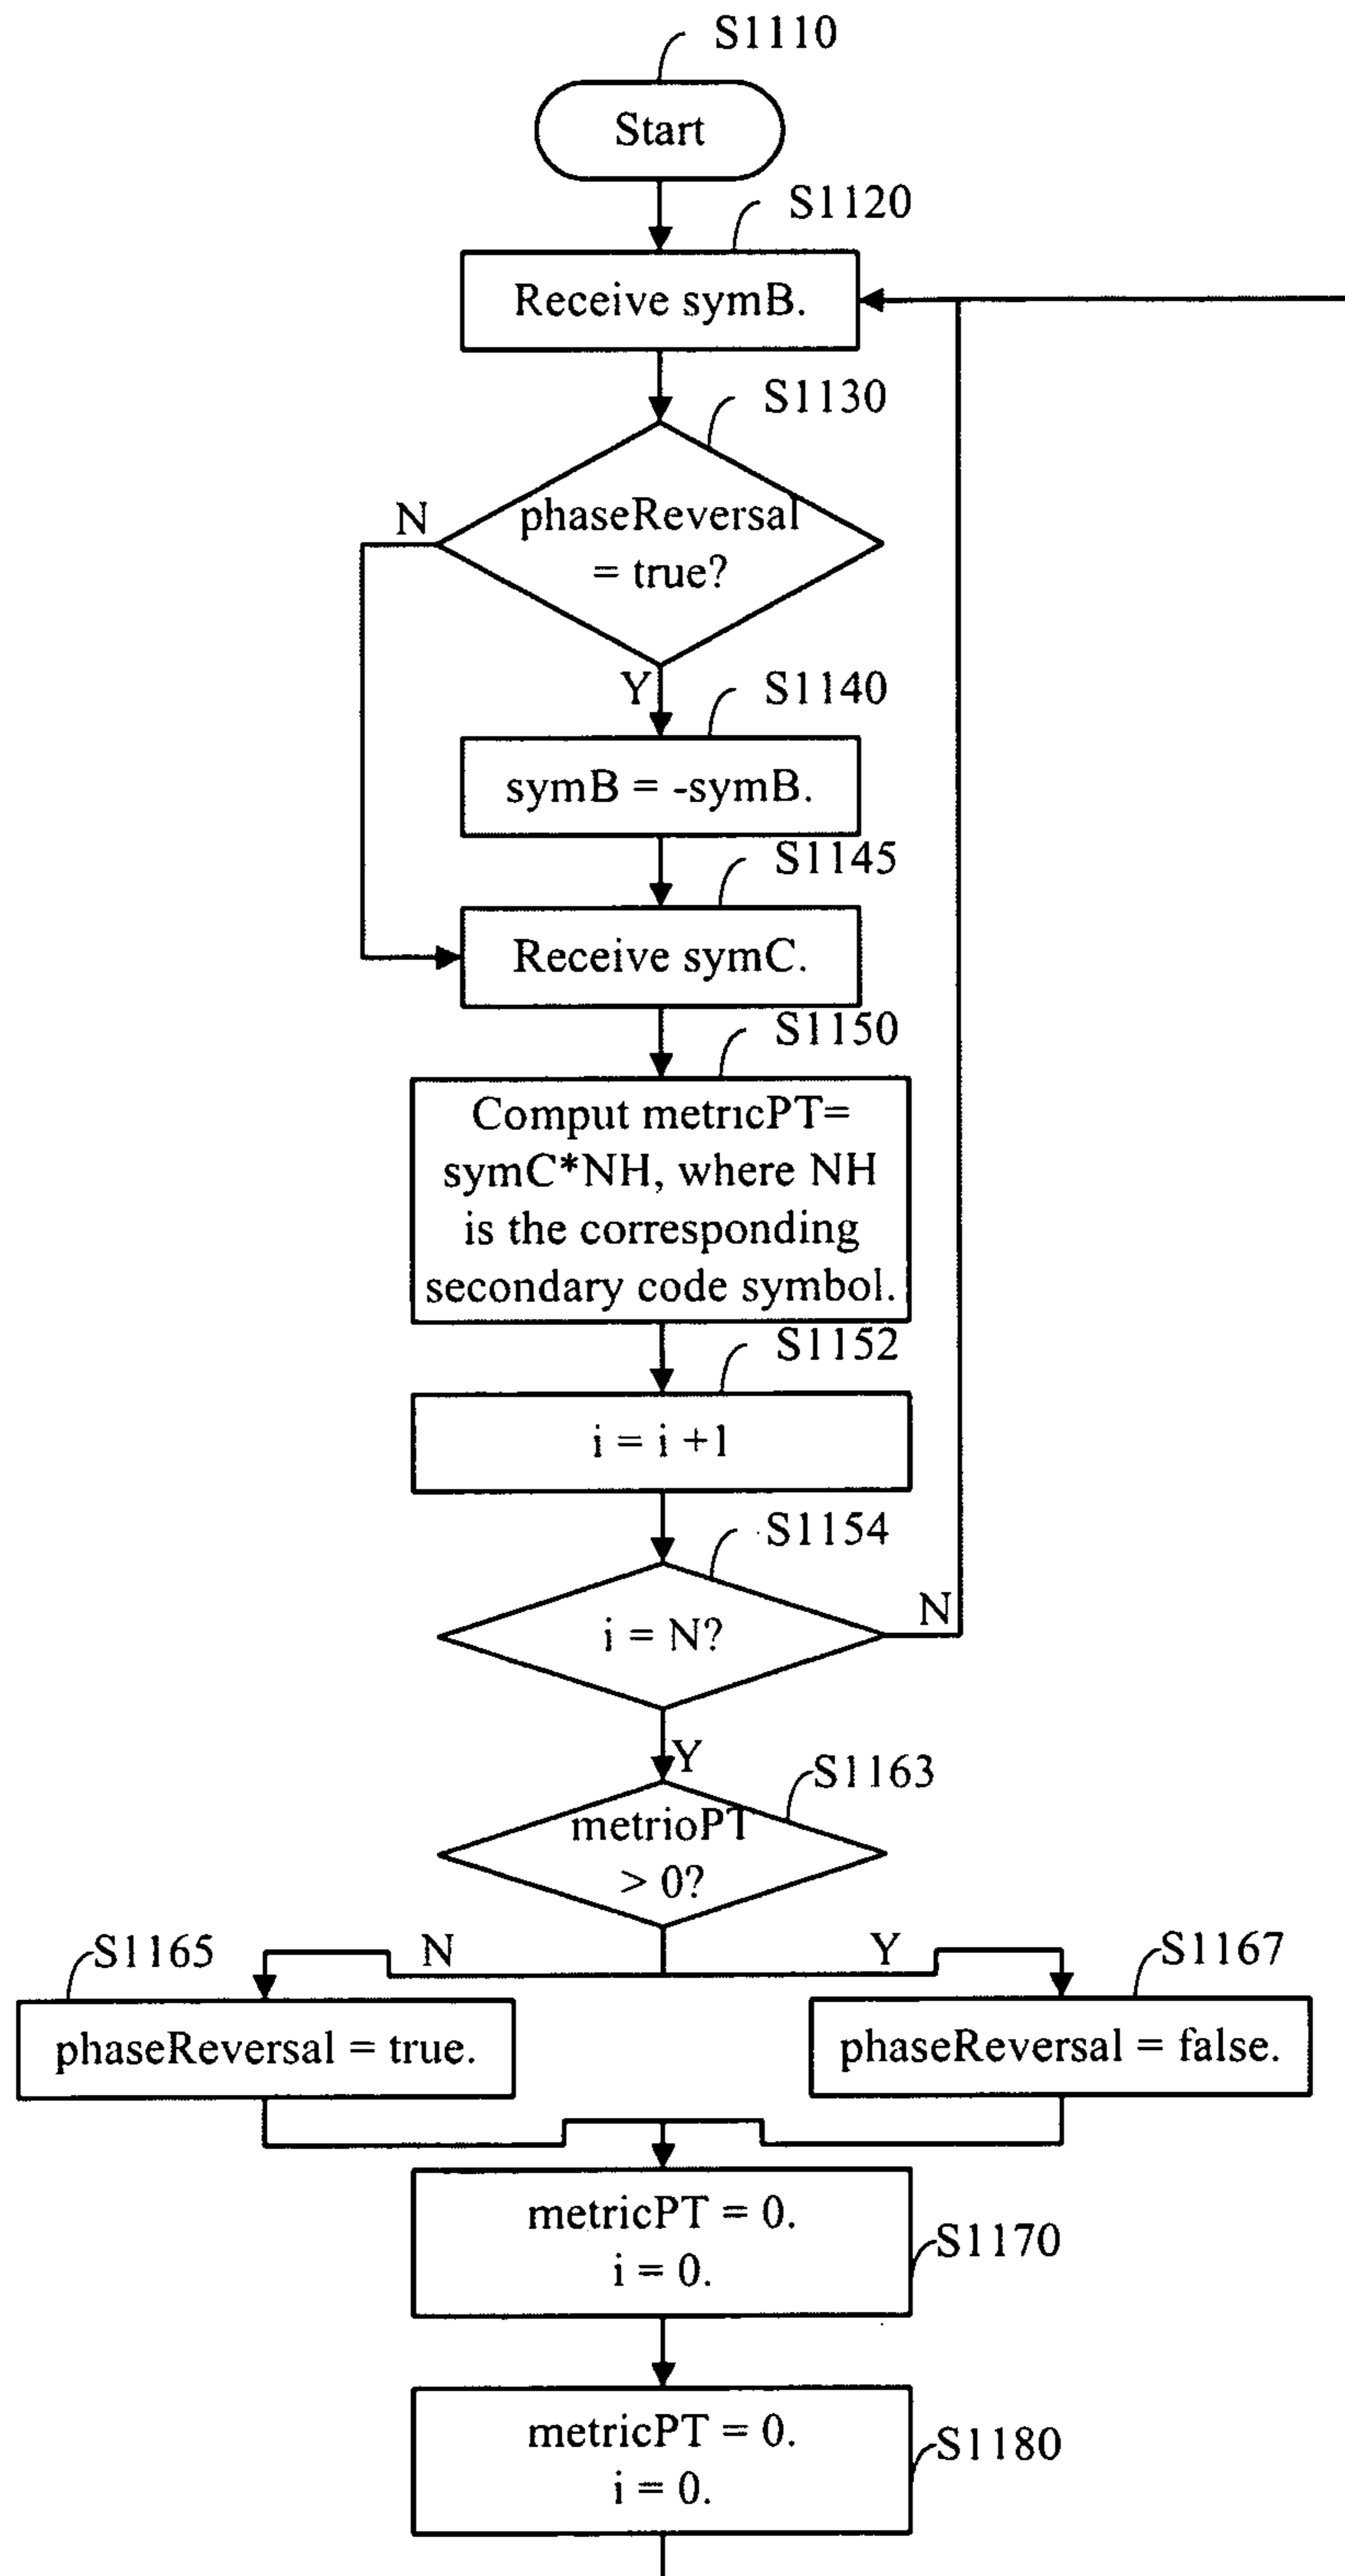 S1110
Start
S1120
Receive symB.
S1130
phaseReversal
= true?
N
Y
S1140
symB = -symB.
S1145
Receive symC.
S1150
Comput metricPT=
symC*NH, where NH
is the corresponding
secondary code symbol.
S1152
i = i +1
S1154
i = N?
N
Y
S1163
metrioPT
> 0?
S1165
N
Y
S1167
phaseReversal = true.
phaseReversal = false.
metricPT = 0.
i = 0.
S1170
metricPT = 0.
i = 0.
S1180